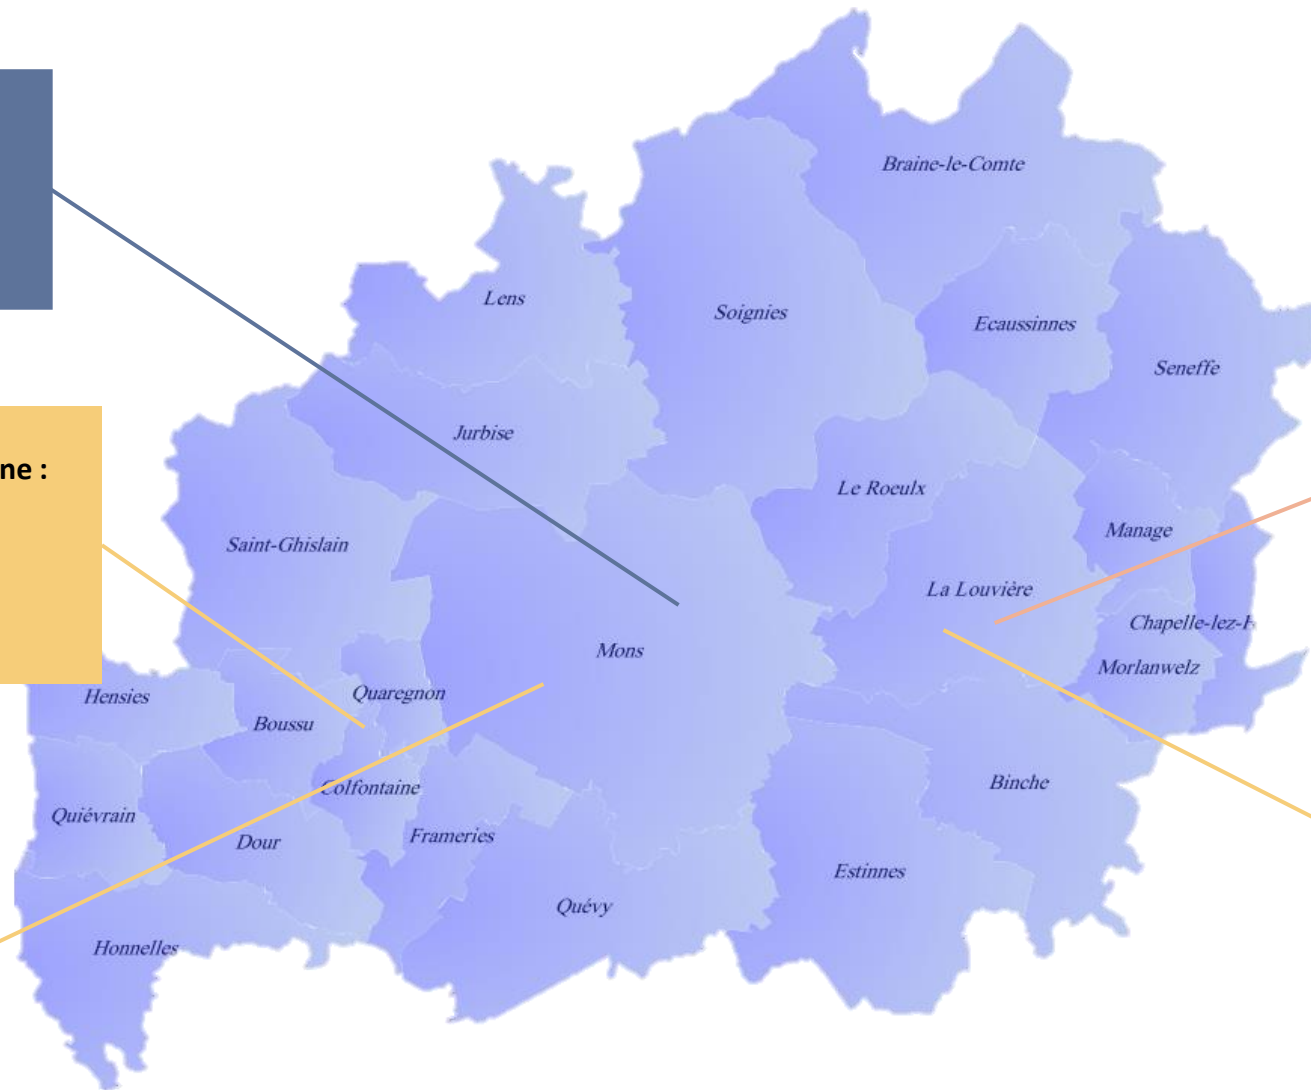 Braine-le-Comte
Lens
Soignies
Ecaussinnes
Seneffe
Jurbise
ne :
Le Roeulx
Saint-Ghislain
Manage
La Louvière
Chapelle-lez-H
Mons
Morlanwelz
Hensies
Quaregnon
Boussu
Binche
Colfontaine
Quiévrain
Dour
Frameries
Estinnes
Quévy
Honnelles